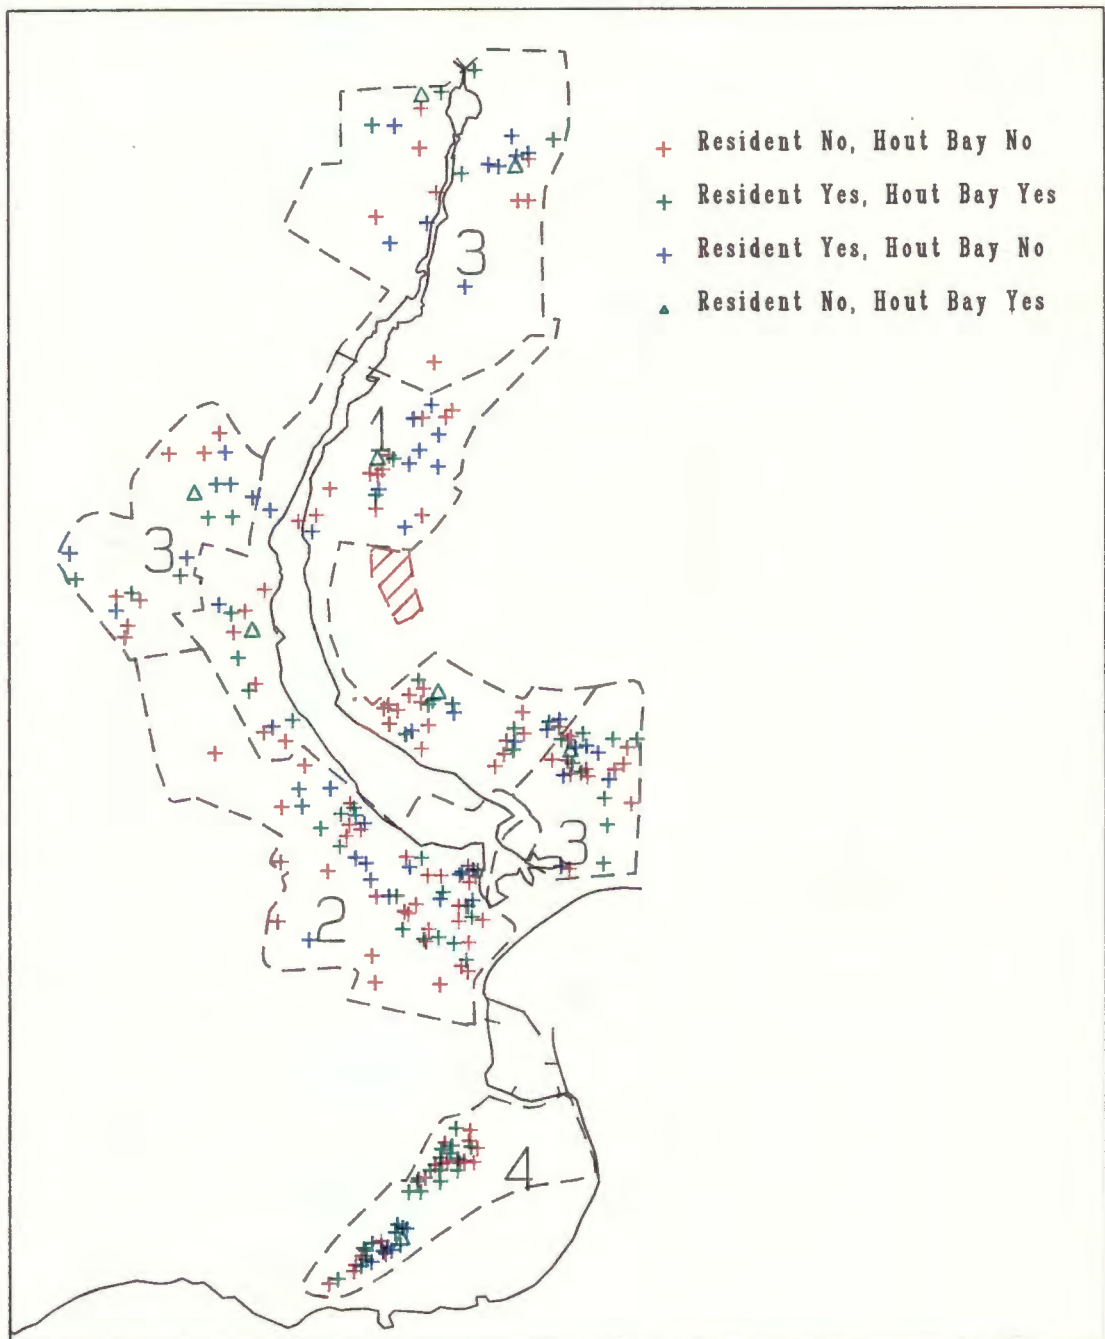 Resident No, Hout Bay No
Resident Yes, Hout Bay Yes
Resident Yes, Hout Bay No
Resident No, Hout Bay Yes
3
1
3
3
2
4